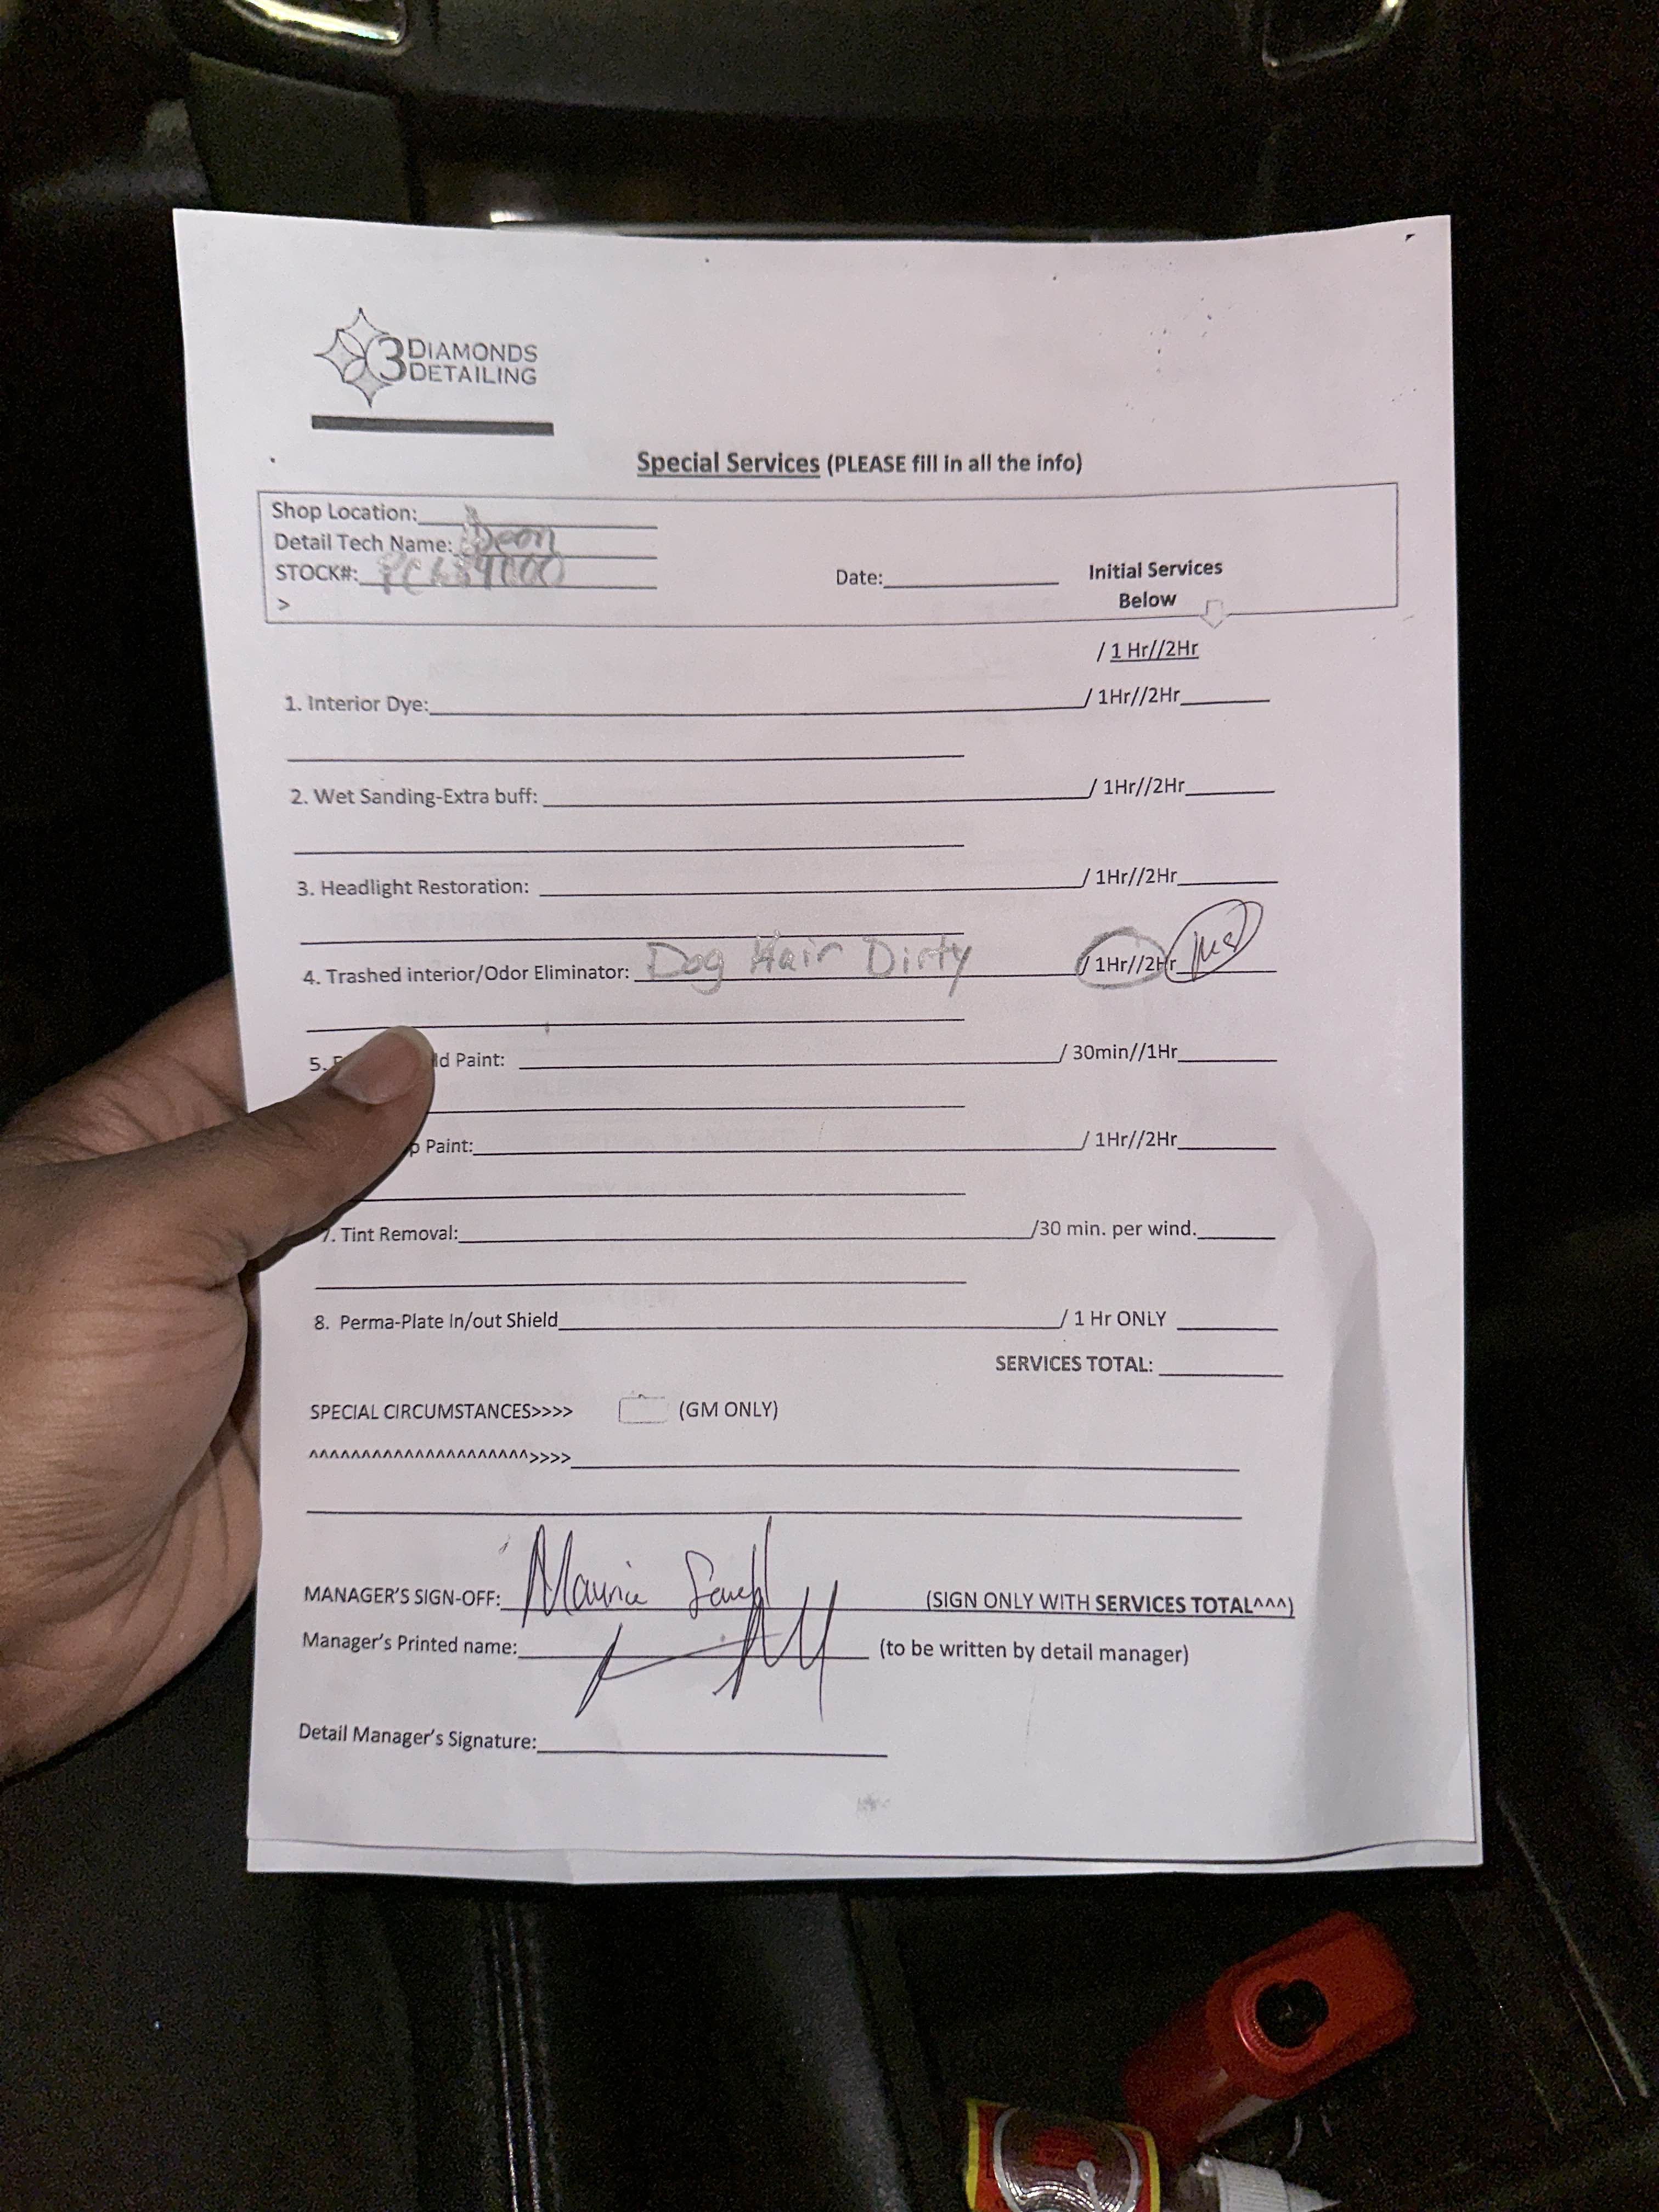 3 DIAMONDS
DETAILING
Special Services (PLEASE fill in all the info)
Shop Location:
Detail Tech Name: Deon
STOCK#:
Date:
Initial Services
Below
>
/ 1 Hr//2Hr
1. Interior Dye: / 1Hr//2Hr
2. Wet Sanding-Extra buff: / 1Hr//2Hr
3. Headlight Restoration: / 1Hr//2Hr
4. Trashed interior/Odor Eliminator: Dog Hair Dirty / 1Hr//2Hr
5. ld Paint: / 30min//1Hr
p Paint: / 1Hr//2Hr
7. Tint Removal: /30 min. per wind.
8. Perma-Plate In/out Shield / 1 Hr ONLY
SERVICES TOTAL:
SPECIAL CIRCUMSTANCES>>>> (GM ONLY)
^^^^^^^^^^^^^^^^^^^^^>>>>
MANAGER'S SIGN-OFF: Maurice (SIGN ONLY WITH SERVICES TOTAL^^^)
Manager's Printed name: (to be written by detail manager)
Detail Manager's Signature: